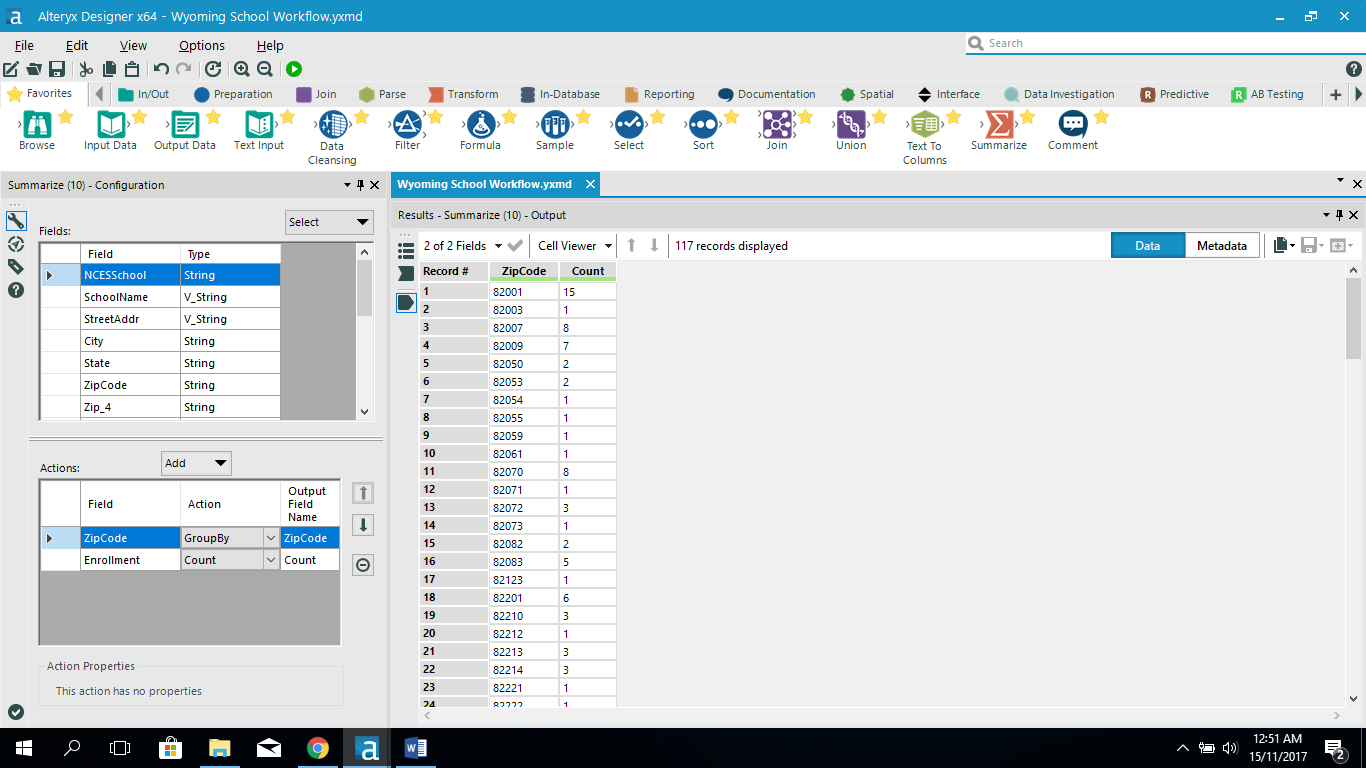 Alteryx Designer x64 - Wyoming School Workflow.yxmd
File Edit View Options Help
Search
Favorites In/Out Preparation Join Parse Transform In-Database Reporting Documentation Spatial Interface Data Investigation Predictive AB Testing
Browse Input Data Output Data Text Input Data Cleansing Filter Formula Sample Select Sort Join Union Text To Columns Summarize Comment
Summarize (10) - Configuration
Wyoming School Workflow.yxmd
Results - Summarize (10) - Output
Fields: Select
Field Type
NCESSchool String
SchoolName V_String
StreetAddr V_String
City String
State String
ZipCode String
Zip_4 String
Actions: Add
Field Action Output Field Name
ZipCode GroupBy ZipCode
Enrollment Count Count
Action Properties
This action has no properties
2 of 2 Fields Cell Viewer 117 records displayed Data Metadata
Record # ZipCode Count
1 82001 15
2 82003 1
3 82007 8
4 82009 7
5 82050 2
6 82053 2
7 82054 1
8 82055 1
9 82059 1
10 82061 1
11 82070 8
12 82071 1
13 82072 3
14 82073 1
15 82082 2
16 82083 5
17 82123 1
18 82201 6
19 82210 3
20 82212 1
21 82213 3
22 82214 3
23 82221 1
24 82222 1
12:51 AM
15/11/2017
2